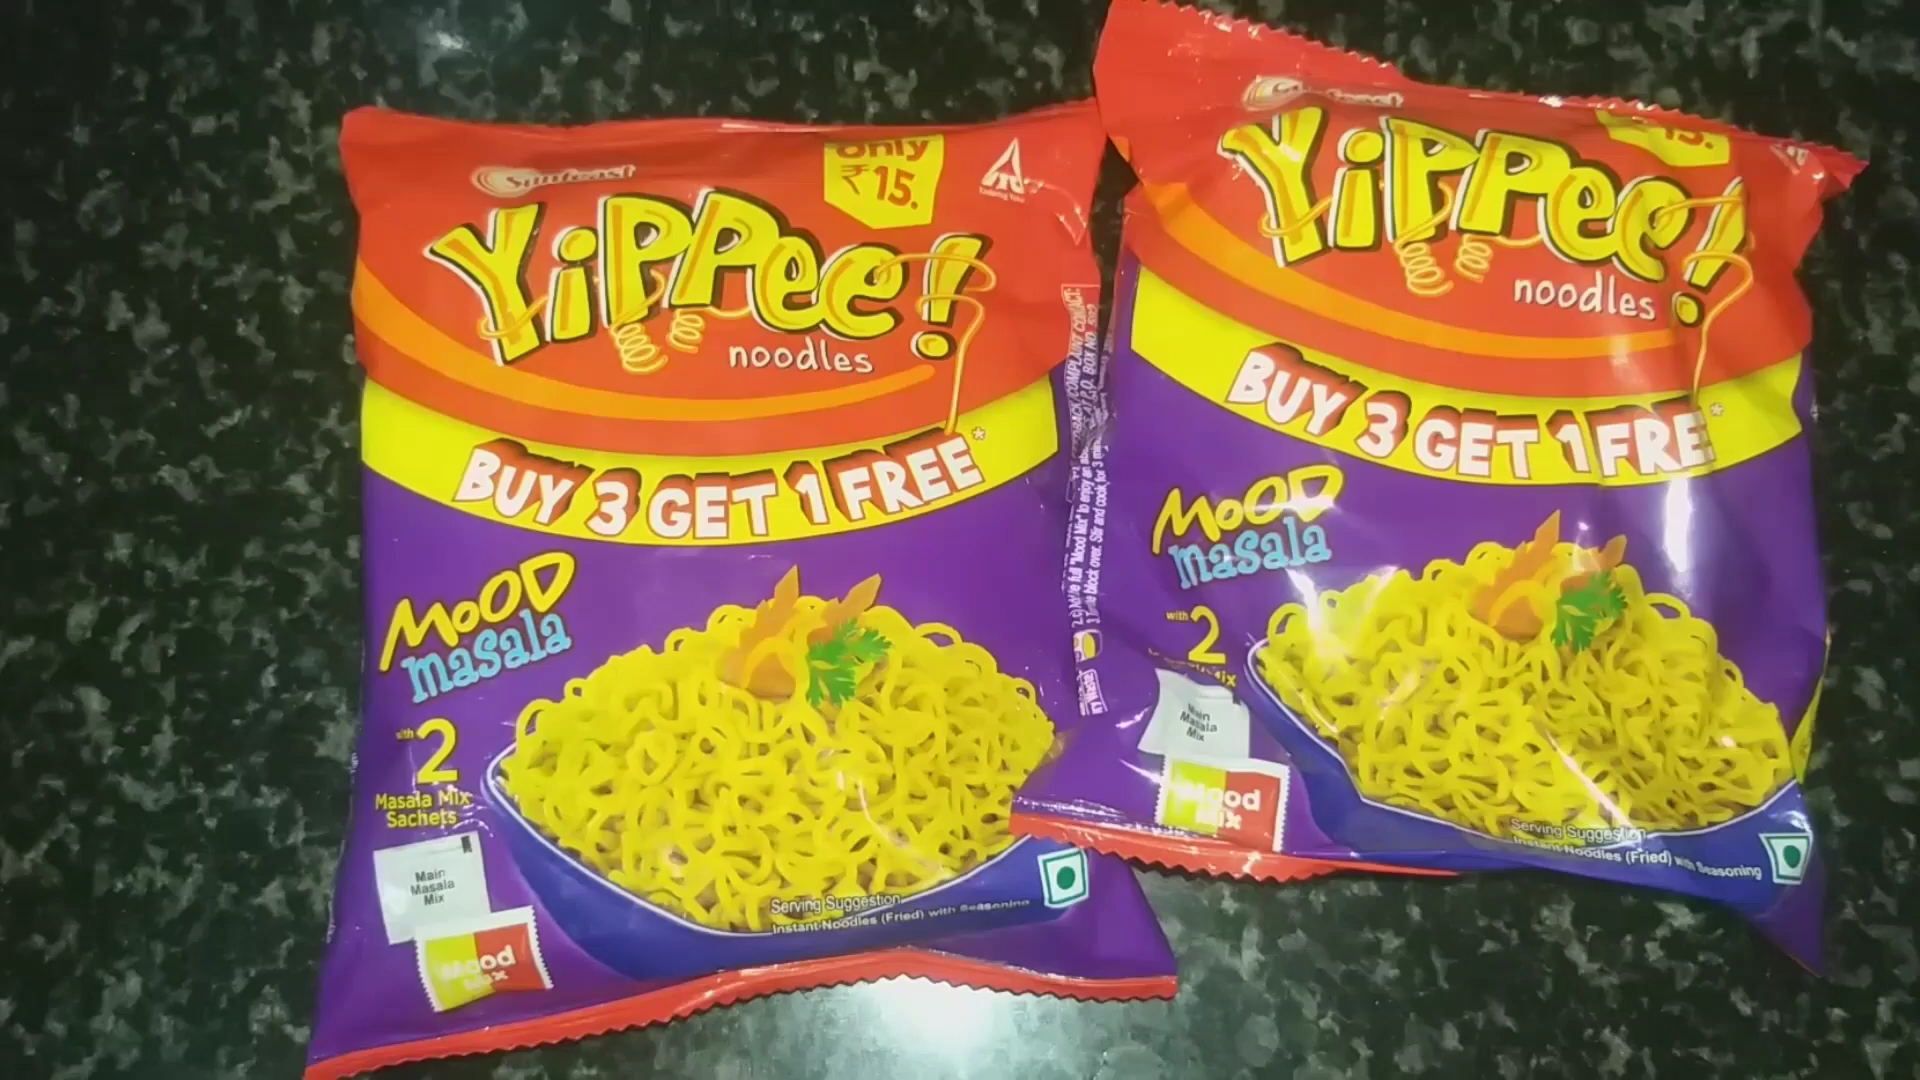 Sunfeast
only
₹15.
YiPPee!
noodles
BUY 3 GET 1 FREE*
MOOD
masala
with 2
Masala Mix
Sachets
Main
Masala
Mix
Mood
Mix
Serving Suggestion
Instant Noodles (Fried) with Seasoning
Sunfeast
15.
YiPPee!
noodles
BUY 3 GET 1 FREE*
MOOD
masala
with 2
Main
Masala
Mix
Mood
Mix
Serving Suggestion
Instant Noodles (Fried) with Seasoning